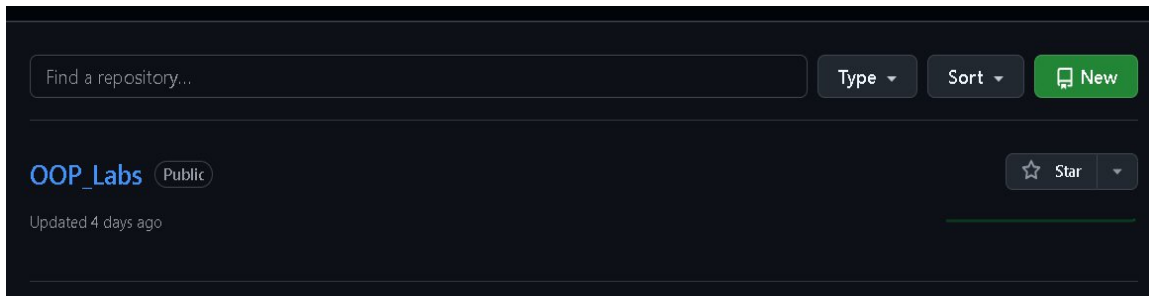 Find a repository...
Type
Sort
New
OOP_Labs
Public
Star
Updated 4 days ago